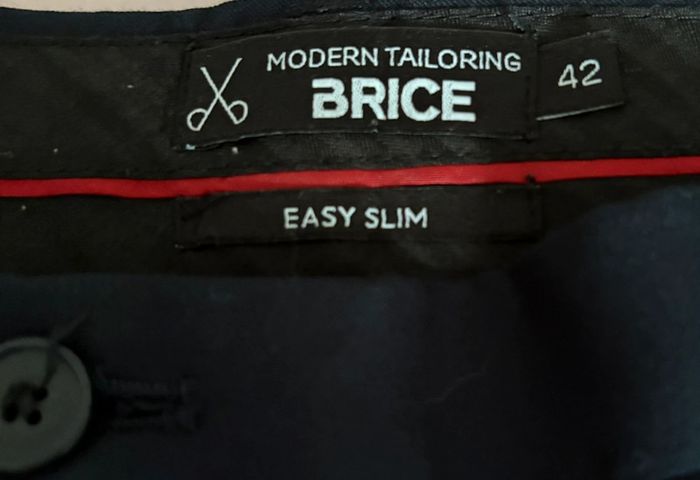 MODERN TAILORING
BRICE
42
EASY SLIM